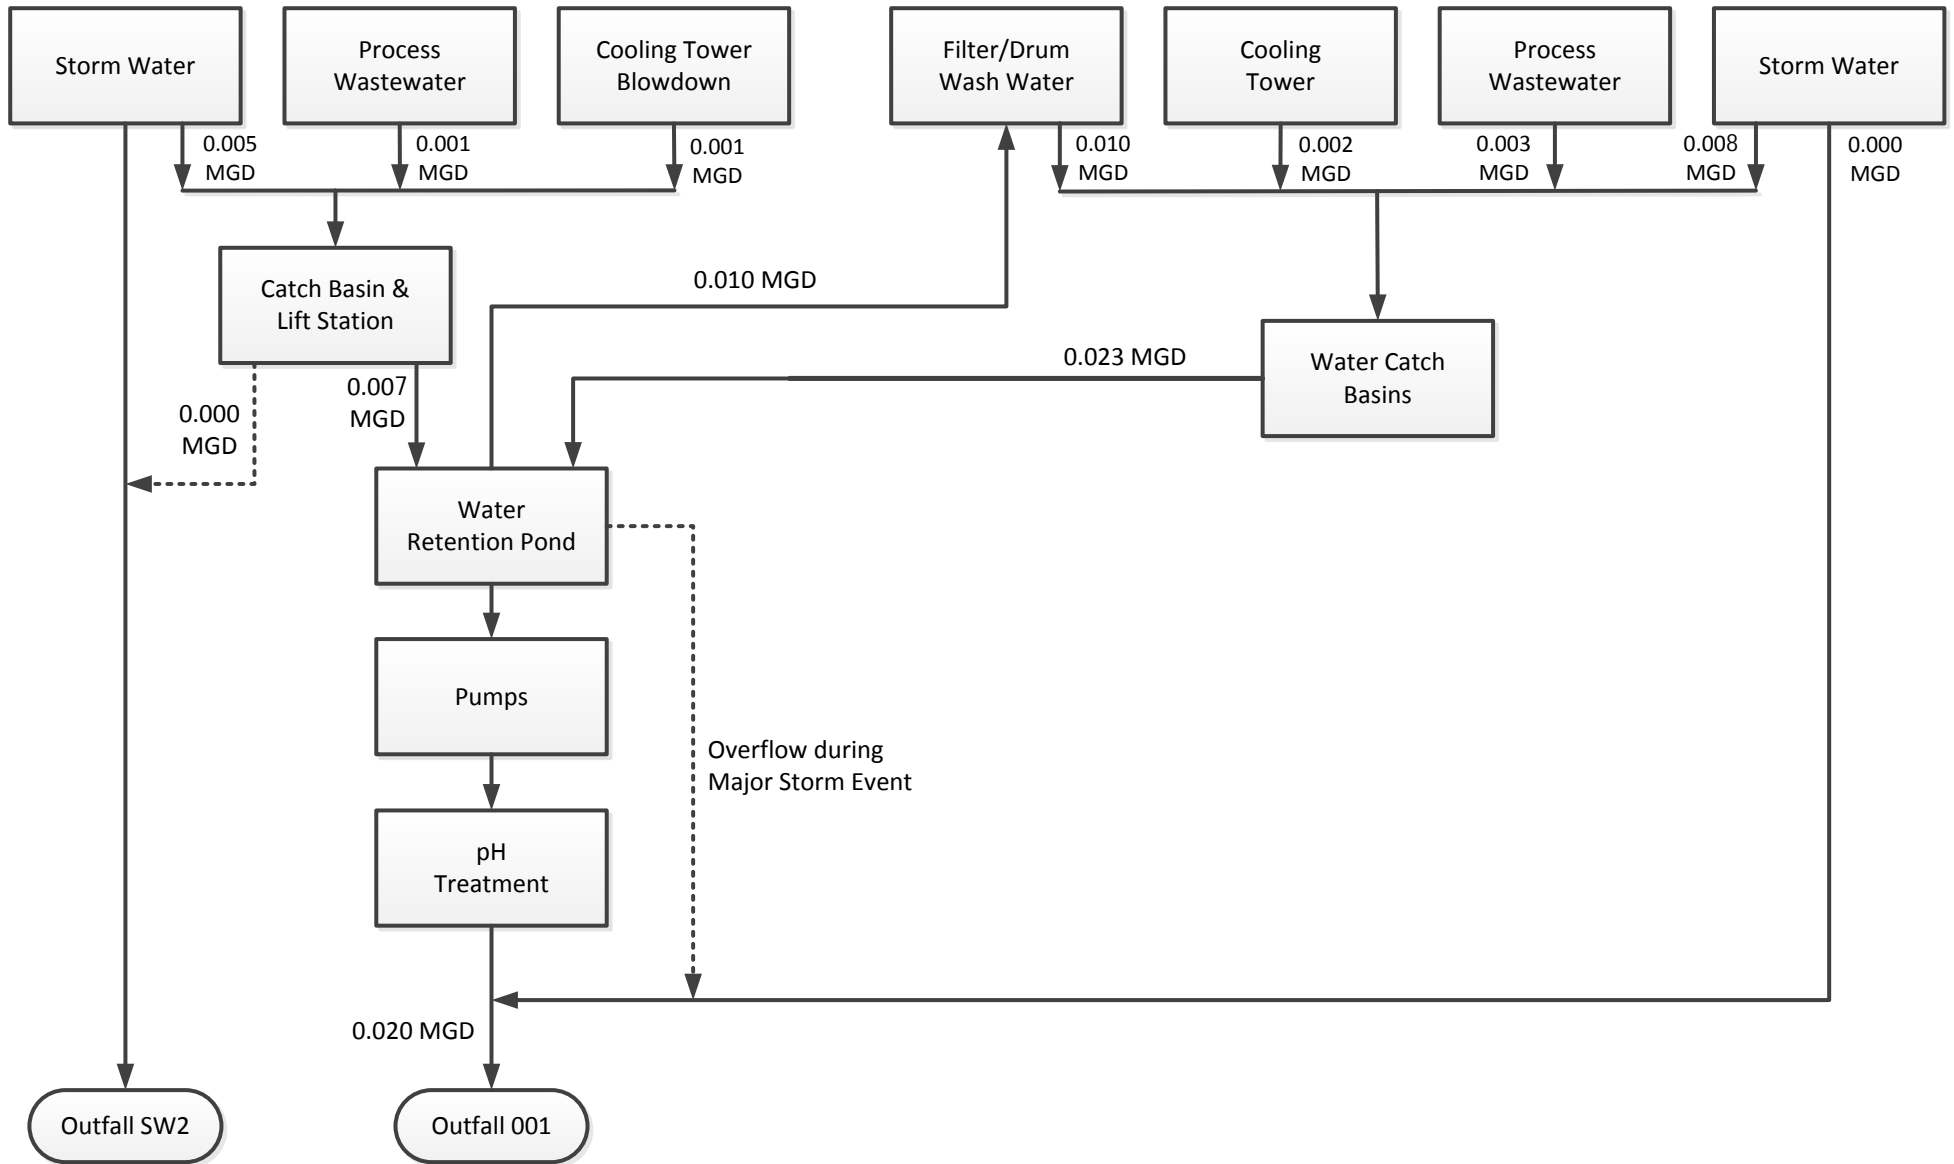 Storm Water
Process
Wastewater
Cooling Tower
Blowdown
Filter/Drum
Wash Water
Cooling
Tower
Process
Wastewater
Storm Water
0.005
MGD
0.001
MGD
0.001
MGD
0.010
MGD
0.002
MGD
0.003
MGD
0.008
MGD
0.000
MGD
Catch Basin &
Lift Station
0.010 MGD
0.023 MGD
Water Catch
Basins
0.007
MGD
0.000
MGD
Water
Retention Pond
Pumps
Overflow during
Major Storm Event
pH
Treatment
0.020 MGD
Outfall SW2
Outfall 001